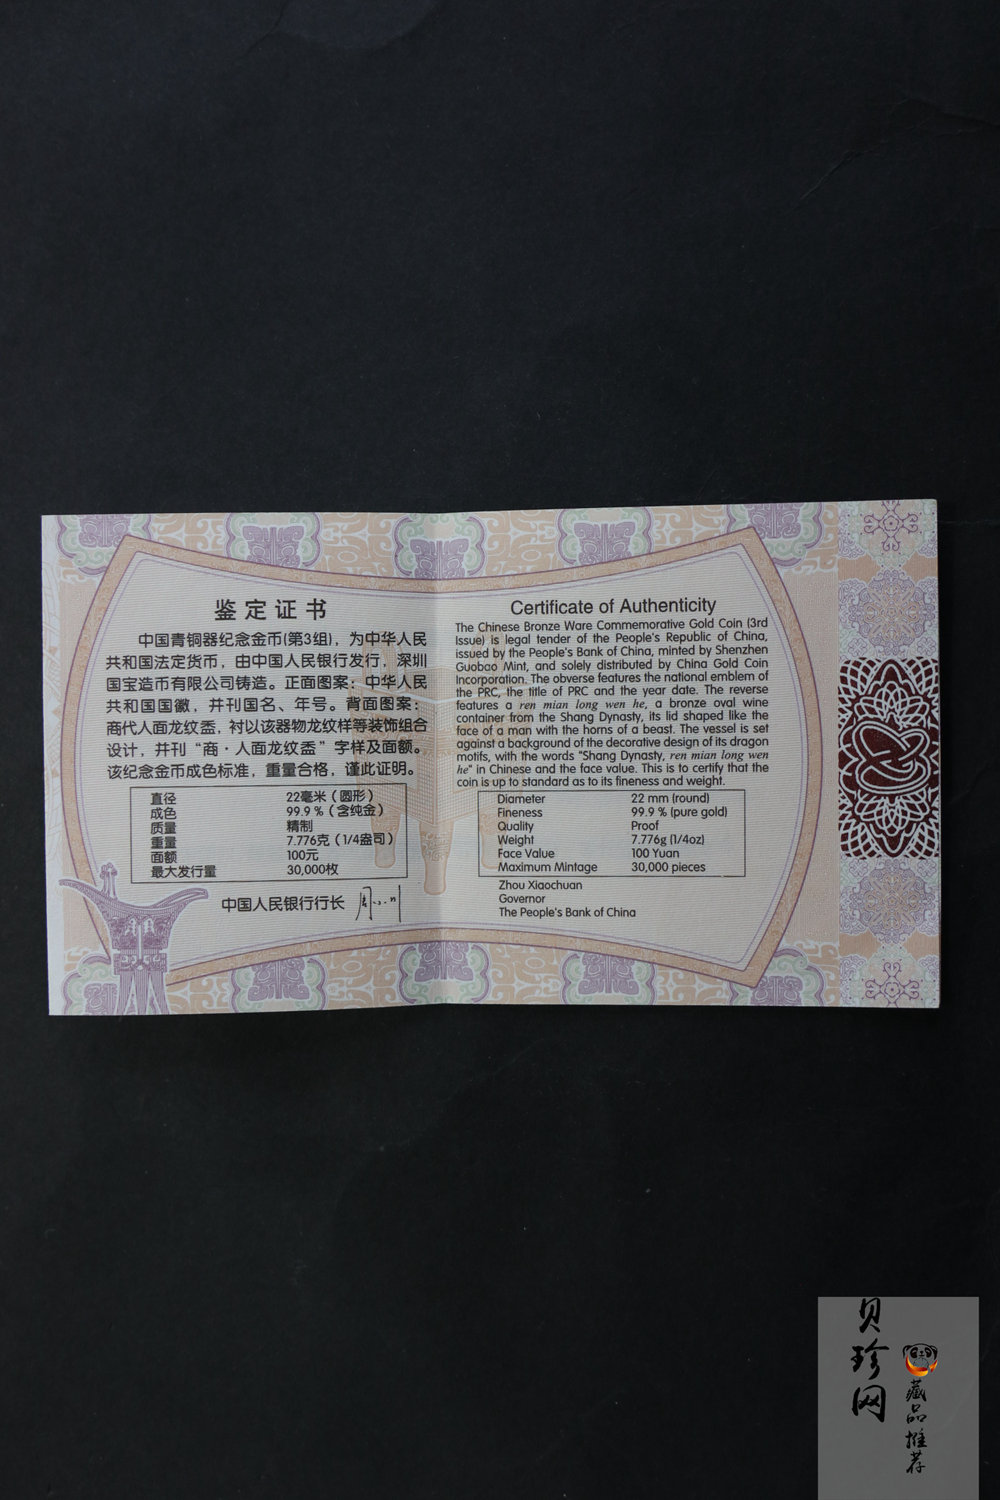 鉴定证书
中国青铜器纪念金币(第3组)，为中华人民
共和国法定货币，由中国人民银行发行，深圳
国宝造币有限公司铸造。正面图案：中华人民
共和国国徽，并刊国名、年号。背面图案：
商代人面龙纹盉，衬以该器物龙纹样等装饰组合
设计，并刊“商·人面龙纹盉”字样及面额。
该纪念金币成色标准，重量合格，谨此证明。
直径 22毫米（圆形）
成色 99.9％（含纯金）
质量 精制
重量 7.776克（1/4盎司）
面额 100元
最大发行量 30,000枚
中国人民银行行长
Certificate of Authenticity
The Chinese Bronze Ware Commemorative Gold Coin (3rd
Issue) is legal tender of the People's Republic of China,
issued by the People's Bank of China, minted by Shenzhen
Guobao Mint, and solely distributed by China Gold Coin
Incorporation. The obverse features the national emblem of
the PRC, the title of PRC and the year date. The reverse
features a ren mian long wen he, a bronze oval wine
container from the Shang Dynasty, its lid shaped like the
face of a man with the horns of a beast. The vessel is set
against a background of the decorative design of its dragon
motifs, with the words "Shang Dynasty, ren mian long wen
he" in Chinese and the face value. This is to certify that the
coin is up to standard as to its fineness and weight.
Diameter 22 mm (round)
Fineness 99.9 % (pure gold)
Quality Proof
Weight 7.776g (1/4oz)
Face Value 100 Yuan
Maximum Mintage 30,000 pieces
Zhou Xiaochuan
Governor
The People's Bank of China
贝珍网
藏品推荐